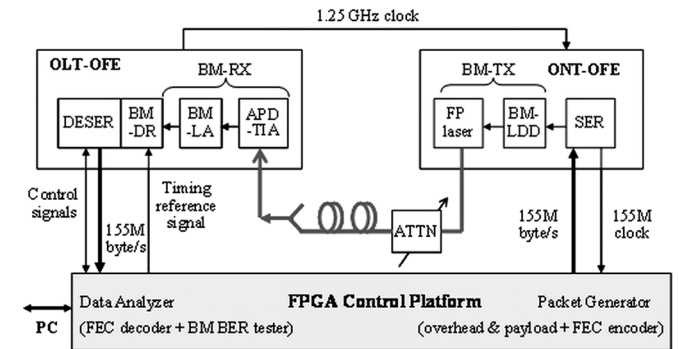 1.25 GHz clock
OLT-OFE
BM-RX
DESER
BM
-DR
BM
-LA
APD
-TIA
BM-TX
ONT-OFE
FP
laser
BM-
LDD
SER
Control
signals
155M
byte/s
Timing
reference
signal
ATTN
155M
byte/s
155M
clock
PC
Data Analyzer
(FEC decoder + BM BER tester)
FPGA Control Platform
Packet Generator
(overhead & payload + FEC encoder)